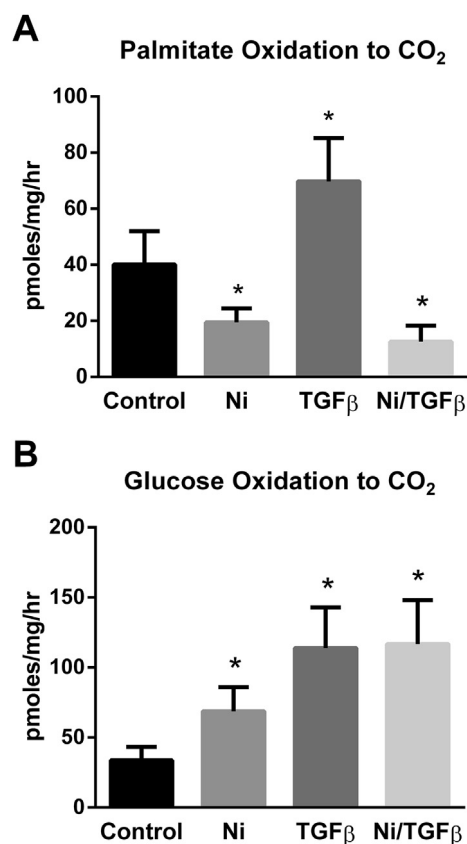 A
Palmitate Oxidation to CO₂
pmoles/mg/hr
100
80
60
40
20
0
*
*
*
Control Ni TGFβ Ni/TGFβ
B
Glucose Oxidation to CO₂
pmoles/mg/hr
200
150
100
50
0
*
*
*
Control Ni TGFβ Ni/TGFβ